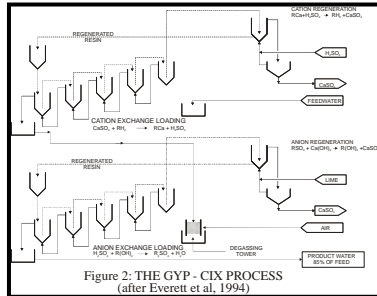 CATION REGENERATION
RCa+H₂SO₄ → RH₂ +CaSO₄
REGENERATED
RESIN
H₂SO₄
CaSO₄
FEEDWATER
CATION EXCHANGE LOADING
CaSO₄ + RH₂ → RCa + H₂SO₄
ANION REGENERATION
RSO₄ + Ca(OH)₂ → R(OH)₂ +CaSO
REGENERATED
RESIN
LIME
CaSO₄
AIR
ANION EXCHANGE LOADING
H₂SO₄ + R(OH)₂ → R₂SO₄ + H₂O
DEGASSING
TOWER
PRODUCT WATER
85% OF FEED
Figure 2: THE GYP - CIX PROCESS
(after Everett et al, 1994)